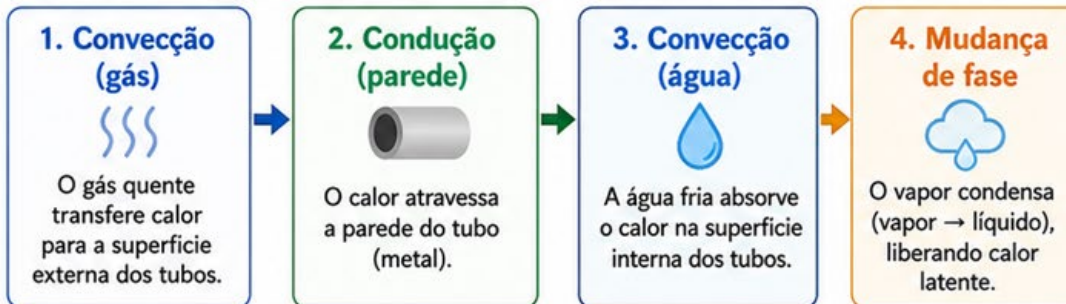 1. Convecção
(gás)
O gás quente
transfere calor
para a superficie
externa dos tubos.
2. Condução
(parede)
O calor atravessa
a parede do tubo
(metal).
3. Convecção
(água)
A água fria absorve
o calor na superficie
interna dos tubos.
4. Mudança
de fase
O vapor condensa
(vapor → líquido),
liberando calor
latente.